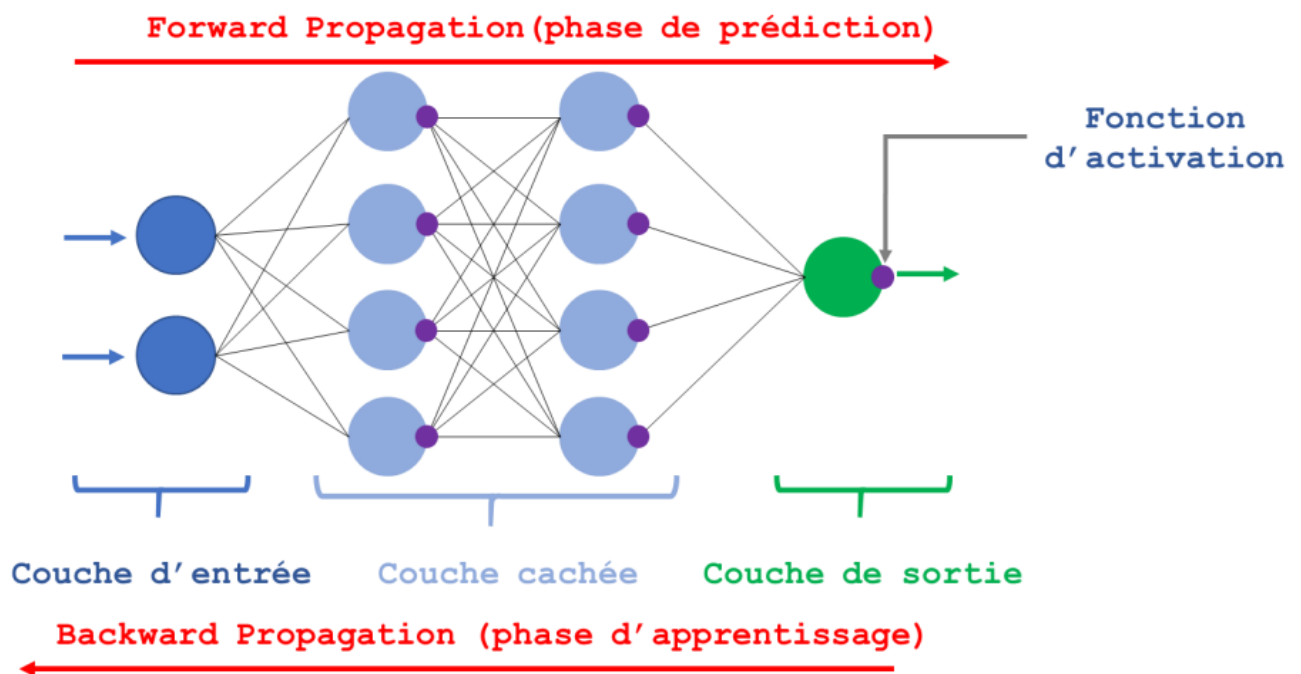 Forward Propagation(phase de prédiction)
Fonction
d'activation
Couche d'entrée
Couche cachée
Couche de sortie
Backward Propagation (phase d'apprentissage)